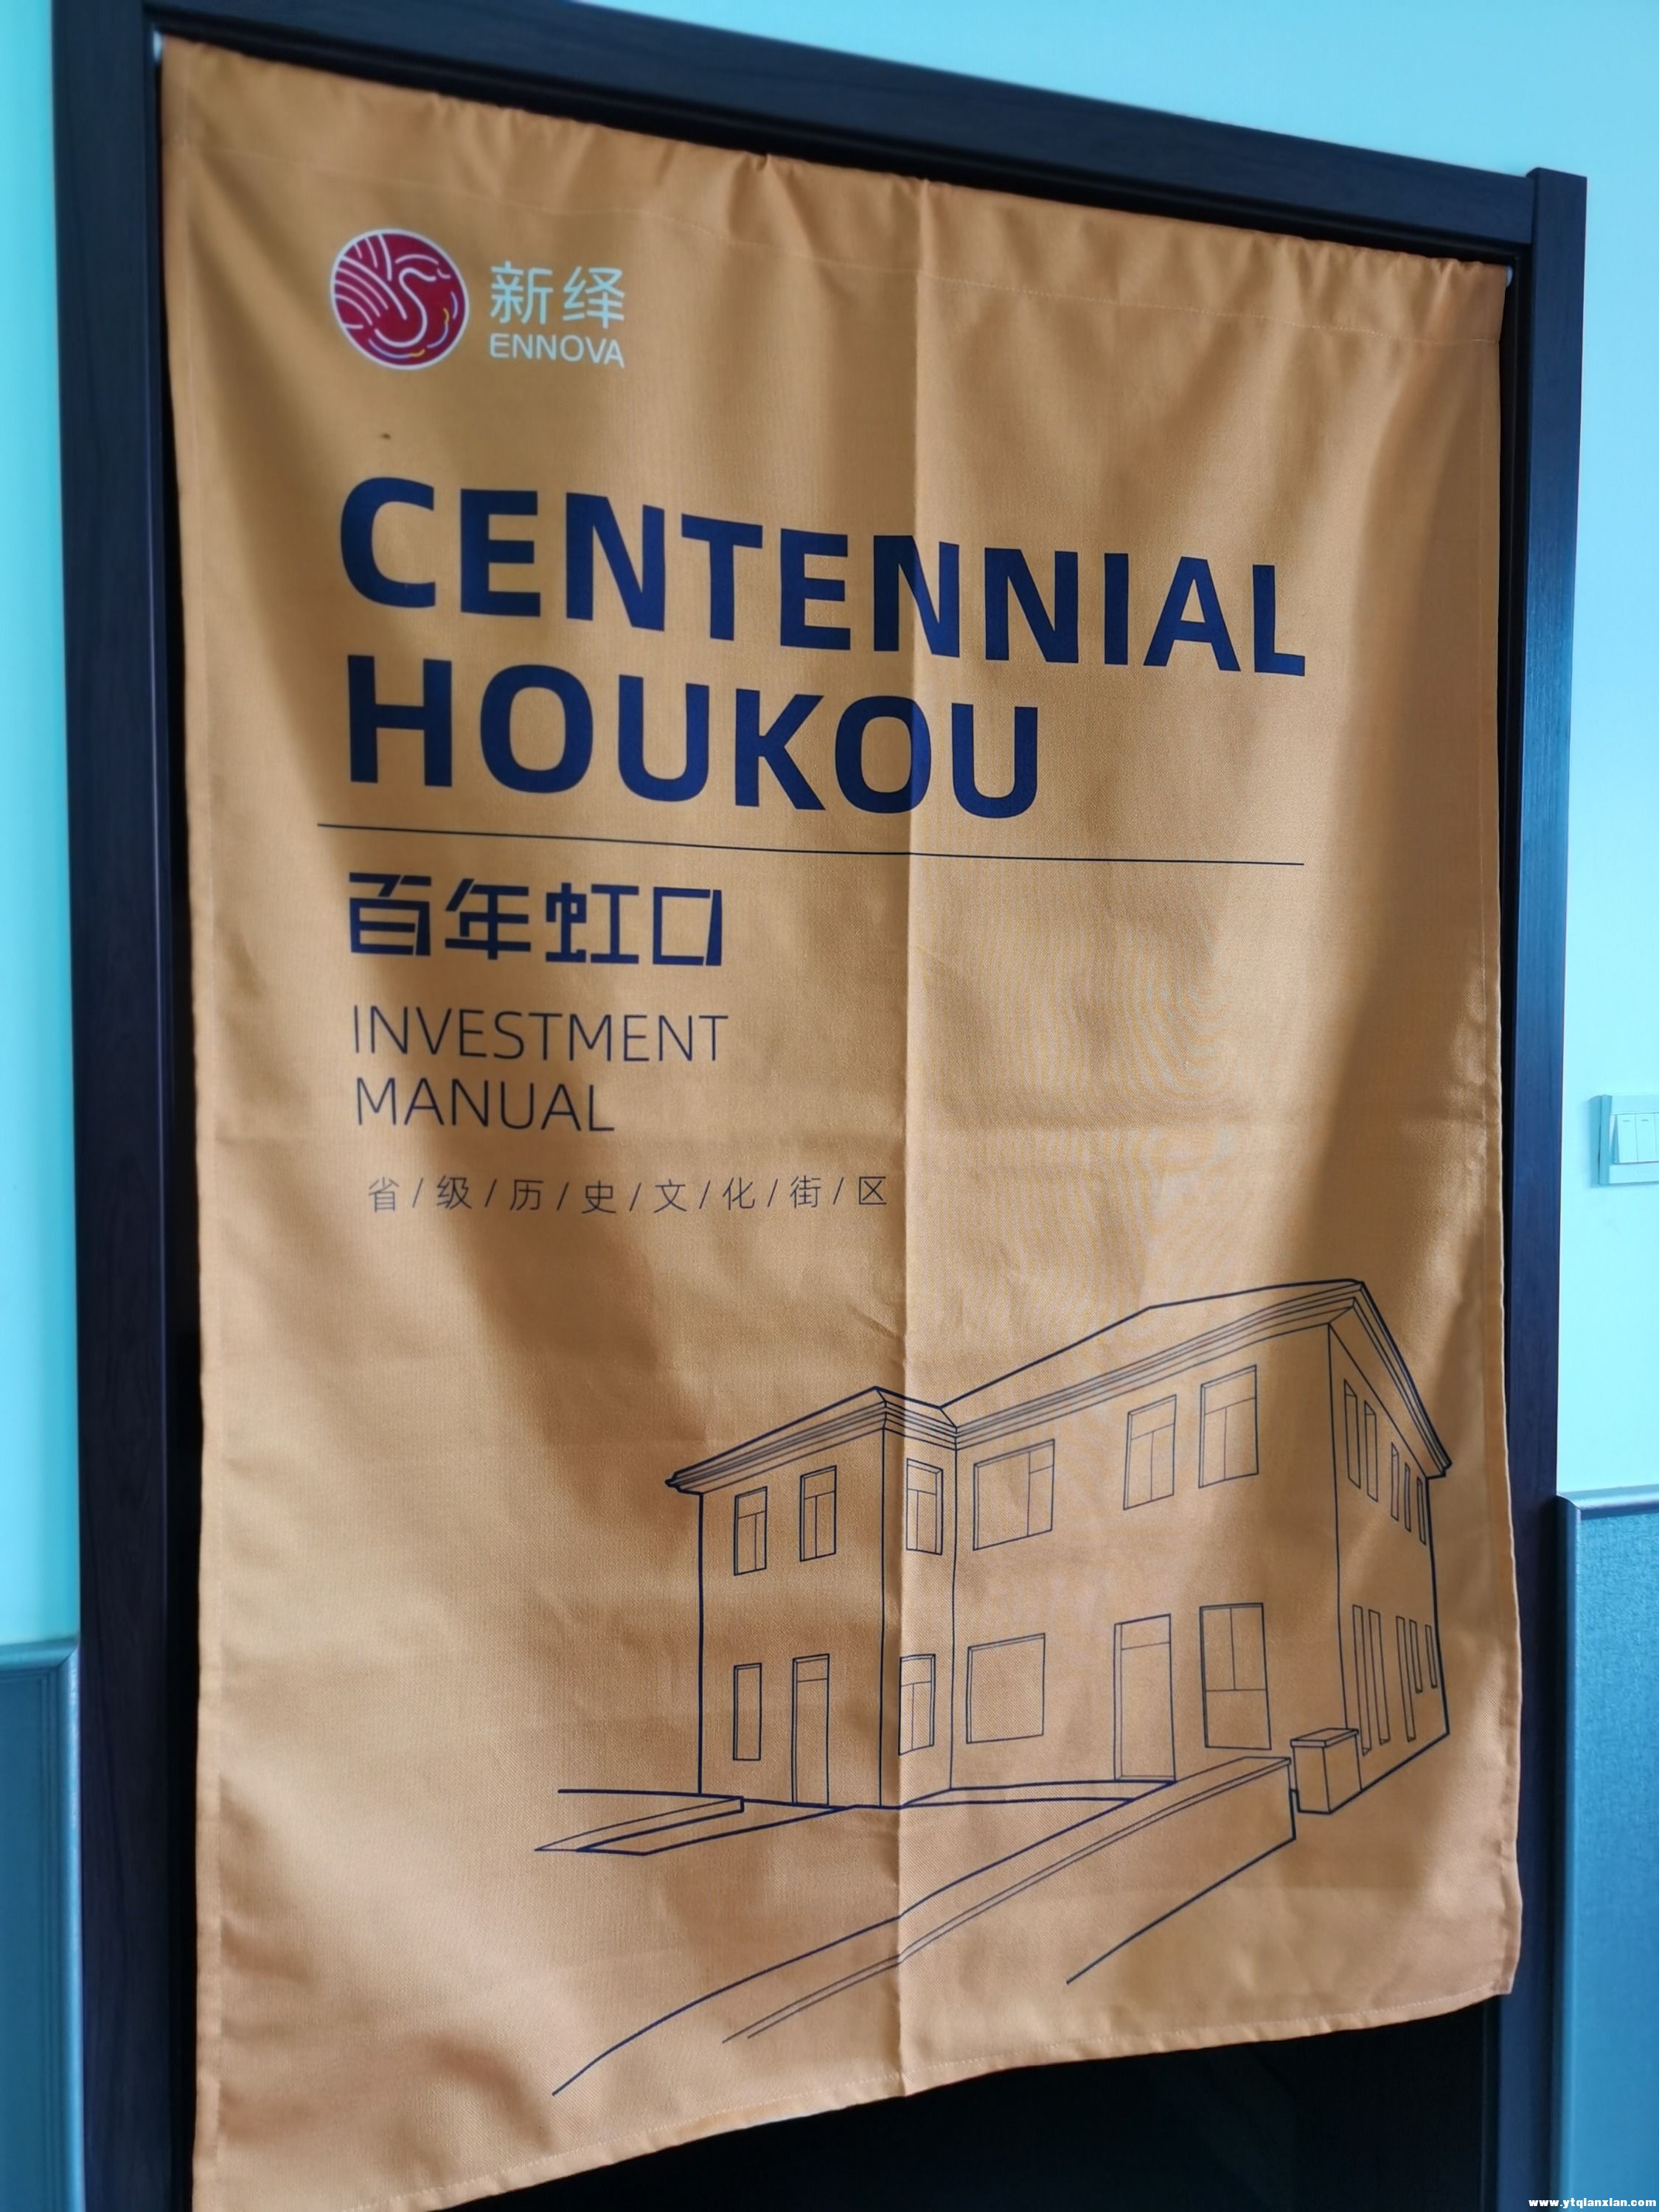 新绎
ENNOVA
CENTENNIAL
HOUKOU
百年虹口
INVESTMENT
MANUAL
省/级/历/史/文/化/街/区
www.ytqianxian.com